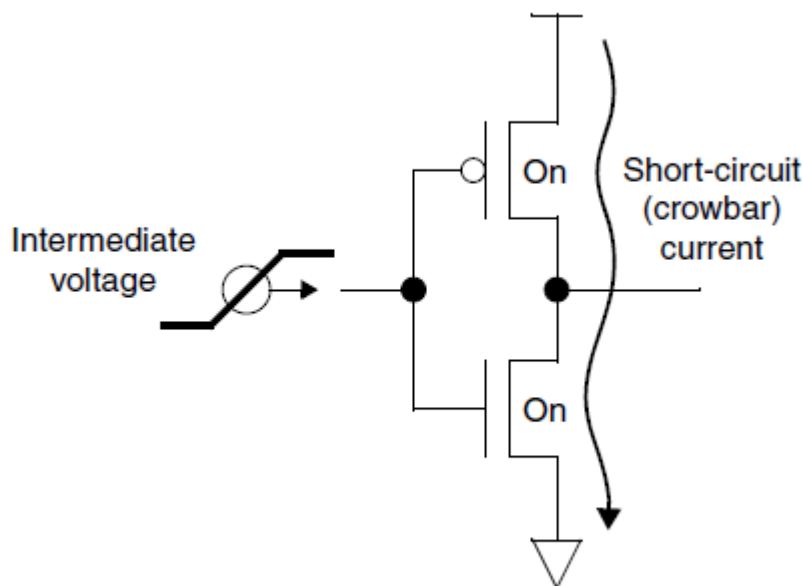 Intermediate
voltage
On
Short-circuit
(crowbar)
current
On